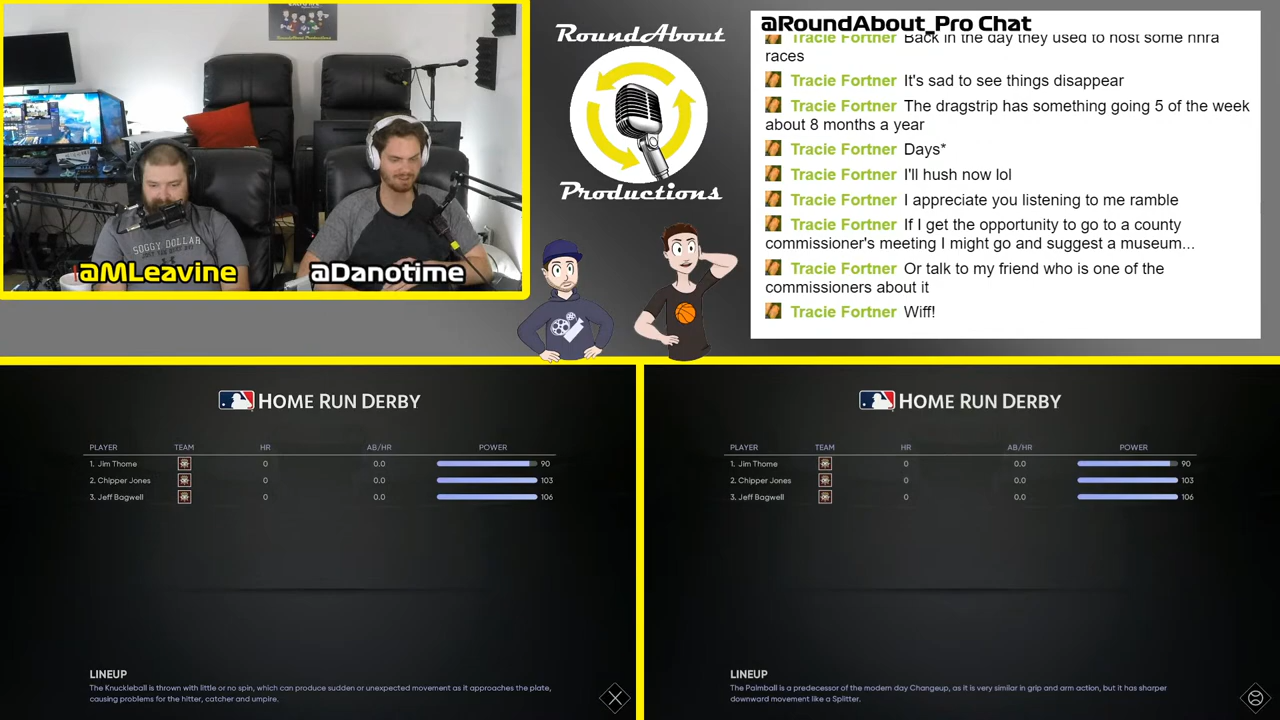 SOGGY DOLLAR
@MLeavine
@Danotime
RoundAbout
Productions
@RoundAbout_Pro Chat
Tracie Fortner Back in the day they used to host some nhra
races
Tracie Fortner It's sad to see things disappear
Tracie Fortner The dragstrip has something going 5 of the week
about 8 months a year
Tracie Fortner Days*
Tracie Fortner I'll hush now lol
Tracie Fortner I appreciate you listening to me ramble
Tracie Fortner If I get the opportunity to go to a county
commissioner's meeting I might go and suggest a museum...
Tracie Fortner Or talk to my friend who is one of the
commissioners about it
Tracie Fortner Wiff!
HOME RUN DERBY
PLAYER TEAM HR AB/HR POWER
1. Jim Thome 0 0.0 90
2. Chipper Jones 0 0.0 103
3. Jeff Bagwell 0 0.0 106
LINEUP
The Knuckleball is thrown with little or no spin, which can produce sudden or unexpected movement as it approaches the plate,
causing problems for the hitter, catcher and umpire.
HOME RUN DERBY
PLAYER TEAM HR AB/HR POWER
1. Jim Thome 0 0.0 90
2. Chipper Jones 0 0.0 103
3. Jeff Bagwell 0 0.0 106
LINEUP
The Palmball is a predecessor of the modern day Changeup, as it is very similar in grip and arm action, but it has sharper
downward movement like a Splitter.